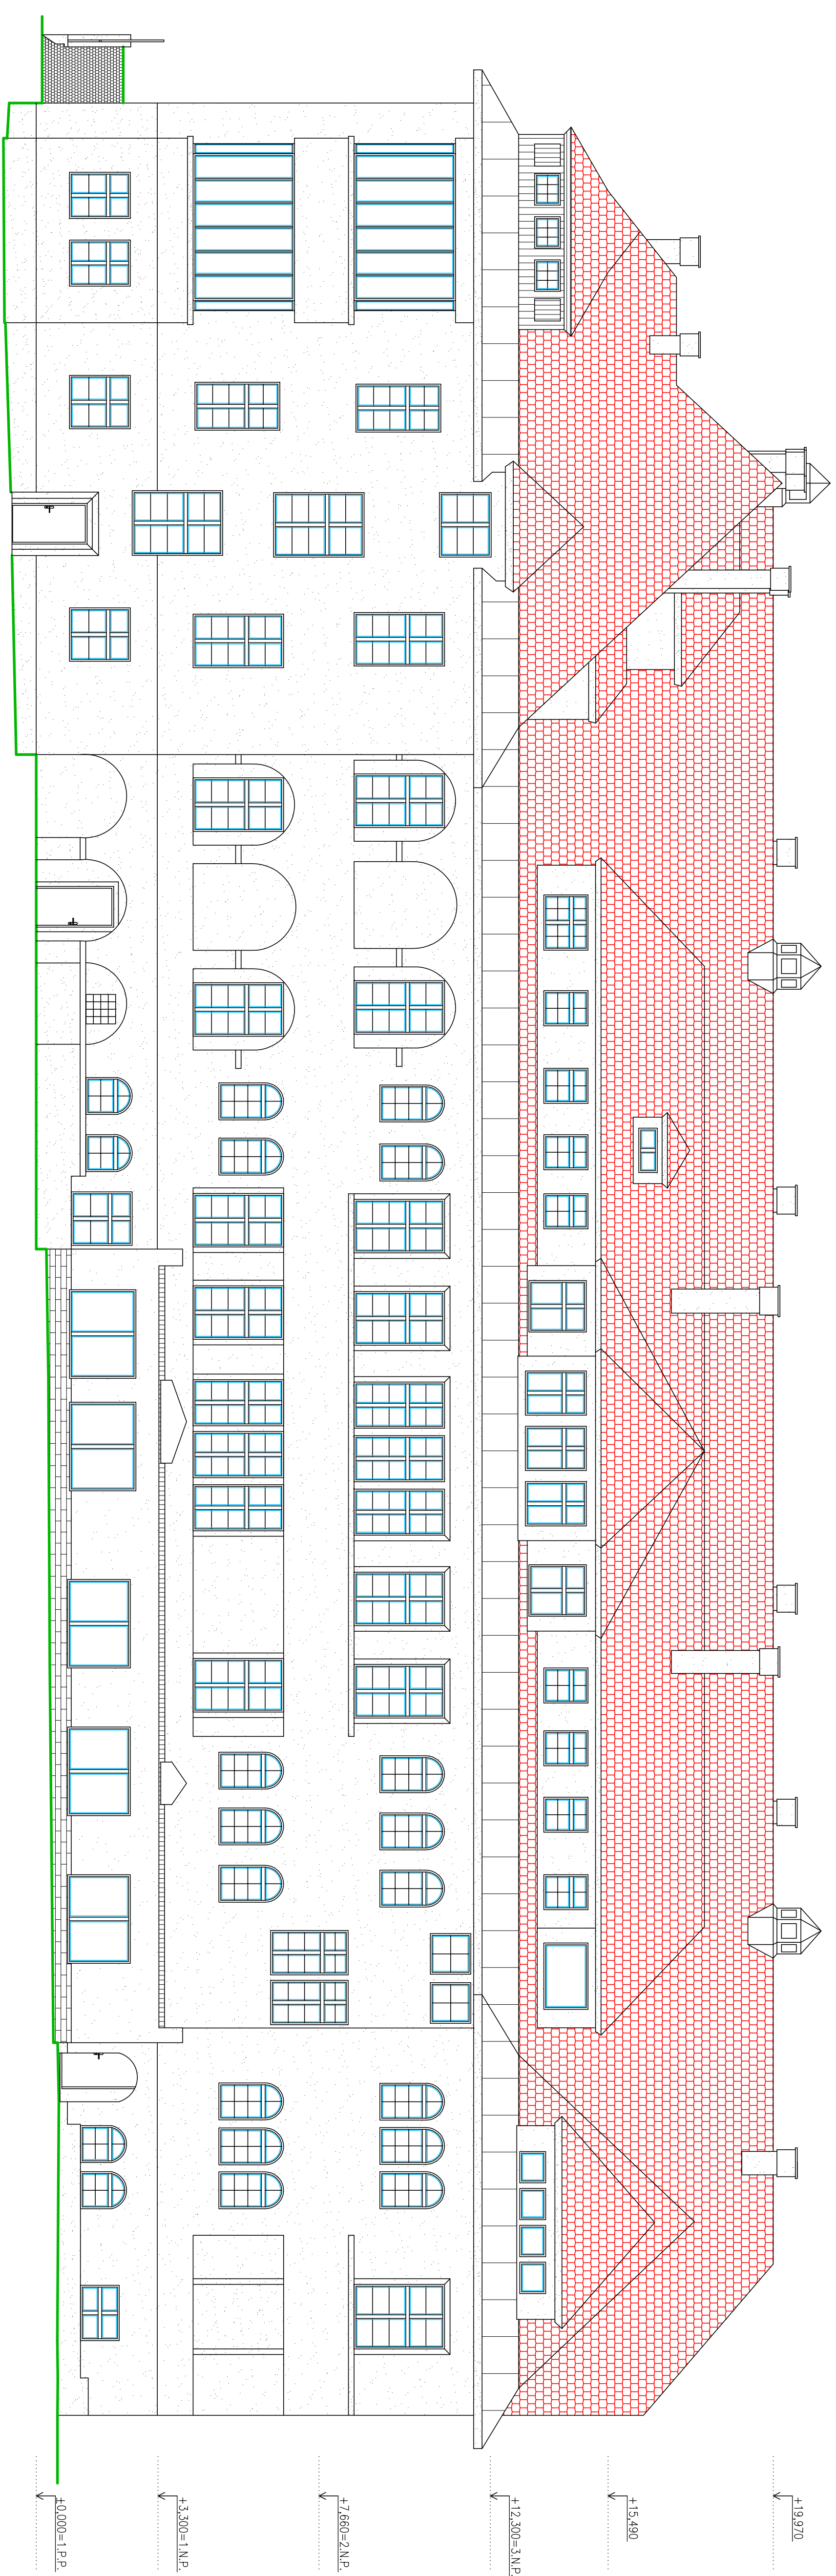 +19,970
+15,490
+12,300=3.N.P.
+7,660=2.N.P.
+3,300=1.N.P.
±0,000=1.P.P.